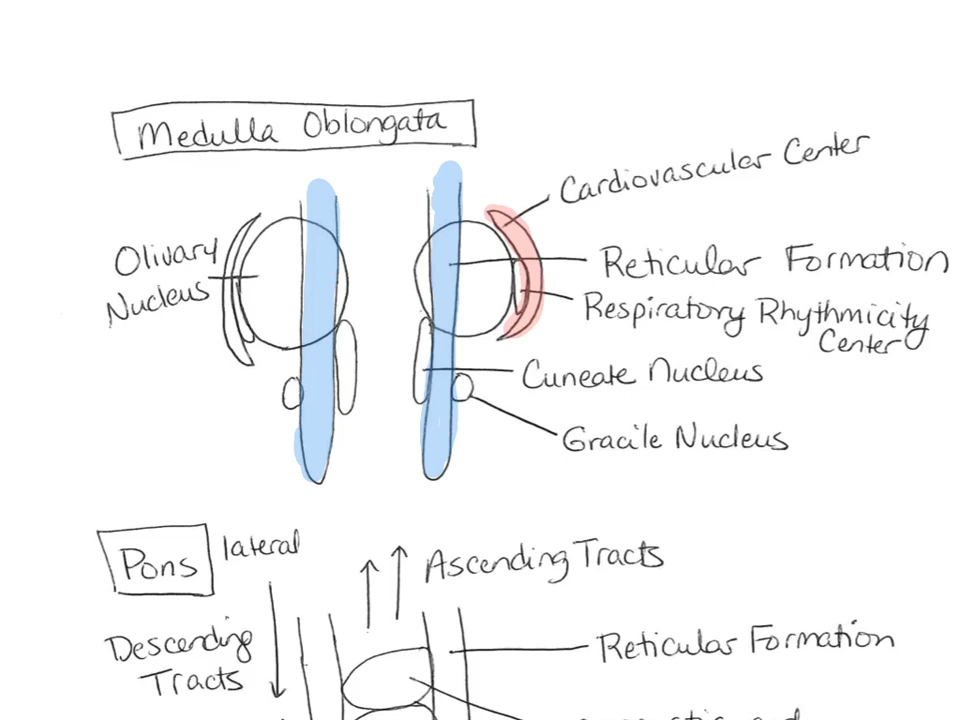 Medulla Oblongata
Cardiovascular Center
Olivary
Nucleus
Reticular Formation
Respiratory Rhythmicity
Center
Cuneate Nucleus
Gracile Nucleus
Pons
lateral
Ascending Tracts
Descending
Tracts
Reticular Formation
and